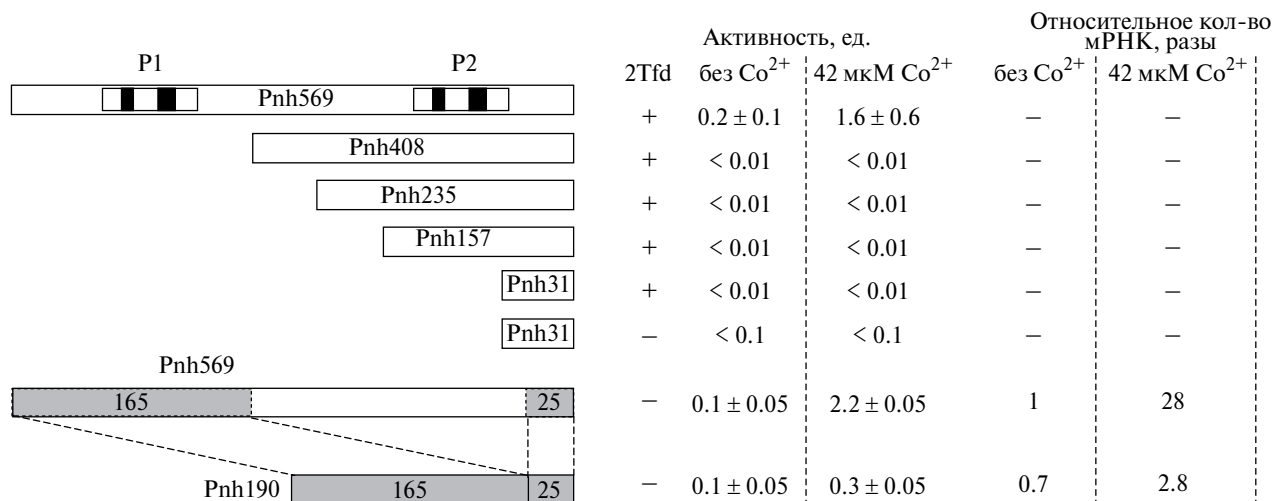 Активность, ед.
Относительное кол-во мРНК, разы
P1 P2 2Tfd без Co2+ 42 мкМ Co2+ без Co2+ 42 мкМ Co2+
Pnh569 + 0.2 ± 0.1 1.6 ± 0.6 – –
Pnh408 + < 0.01 < 0.01 – –
Pnh235 + < 0.01 < 0.01 – –
Pnh157 + < 0.01 < 0.01 – –
Pnh31 + < 0.01 < 0.01 – –
Pnh31 – < 0.1 < 0.1 – –
Pnh569
165 25 – 0.1 ± 0.05 2.2 ± 0.05 1 28
Pnh190 165 25 – 0.1 ± 0.05 0.3 ± 0.05 0.7 2.8